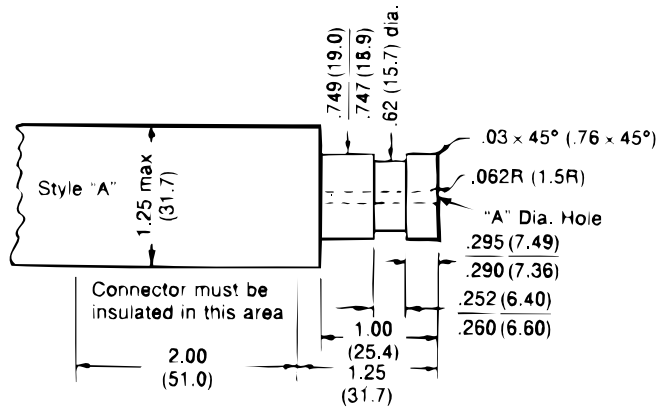 .749 (19.0)
.747 (18.9)
.62 (15.7) dia.
.03 × 45° (.76 × 45°)
.062R (1.5R)
Style "A"
1.25 max
(31.7)
"A" Dia. Hole
.295 (7.49)
.290 (7.36)
Connector must be
insulated in this area
.252 (6.40)
.260 (6.60)
1.00
(25.4)
2.00
(51.0)
1.25
(31.7)